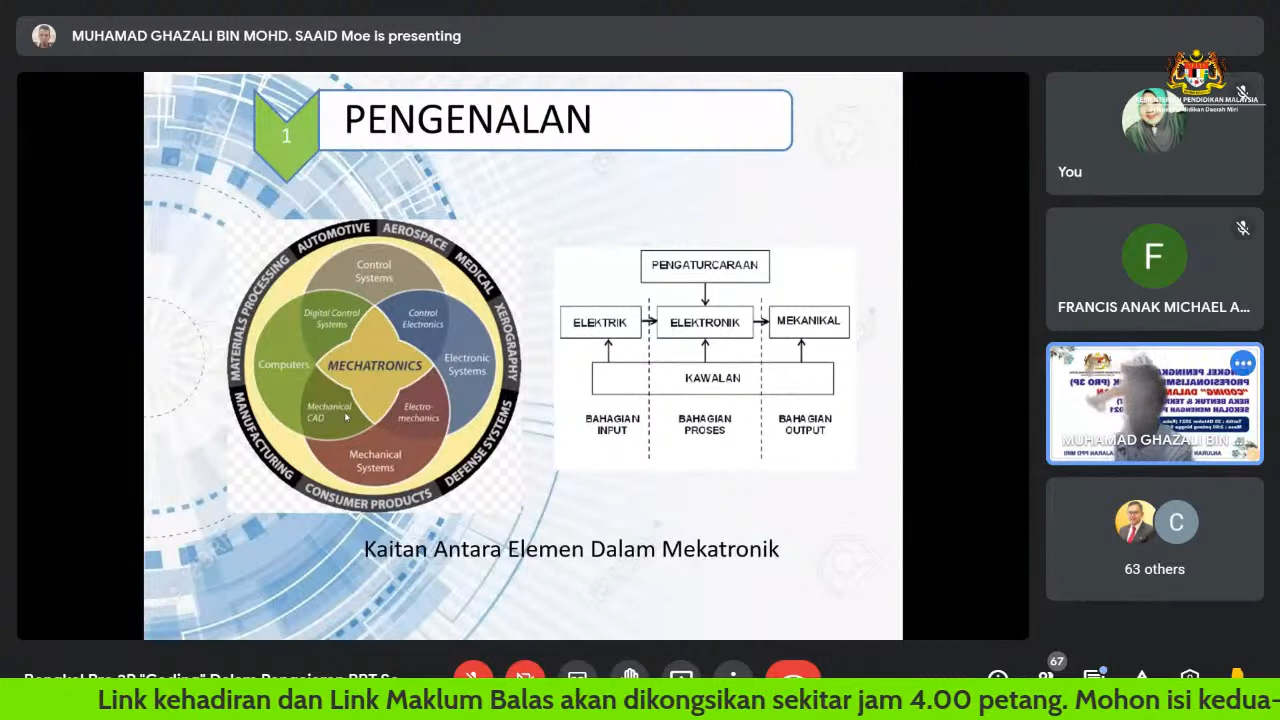 MUHAMAD GHAZALI BIN MOHD. SAAID Moe is presenting
KEMENTERIAN PENDIDIKAN MALAYSIA
You
FRANCIS ANAK MICHAEL A...
MUHAMAD GHAZALI BIN ...
F
C
63 others
1
PENGENALAN
AUTOMOTIVE
AEROSPACE
MEDICAL
XEROGRAPHY
DEFENSE SYSTEMS
CONSUMER PRODUCTS
MANUFACTURING
MATERIALS PROCESSING
Control
Systems
Digital Control
Systems
Control
Electronics
Computers
MECHATRONICS
Electronic
Systems
Mechanical
CAD
Electro-
mechanics
Mechanical
Systems
PENGATURCARAAN
ELEKTRIK
ELEKTRONIK
MEKANIKAL
KAWALAN
BAHAGIAN
INPUT
BAHAGIAN
PROSES
BAHAGIAN
OUTPUT
Kaitan Antara Elemen Dalam Mekatronik
67
Link kehadiran dan Link Maklum Balas akan dikongsikan sekitar jam 4.00 petang. Mohon isi kedua-